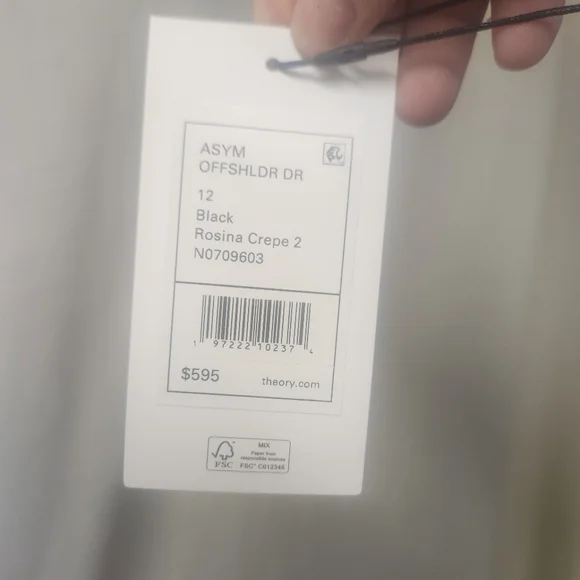 ASYM
OFFSHLDR DR
12
Black
Rosina Crepe 2
N0709603
1 97222 10237 4
$595 theory.com
FSC
MIX
Paper from
responsible sources
FSC® C012345